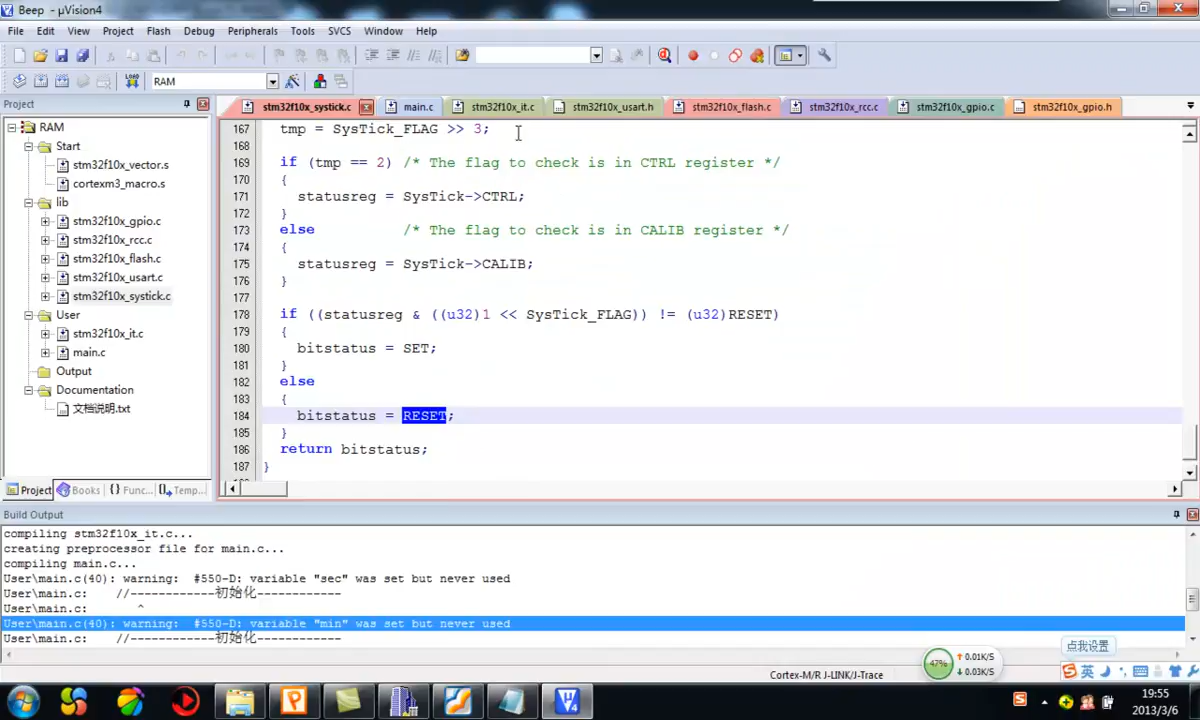 Beep - µVision4
File Edit View Project Flash Debug Peripherals Tools SVCS Window Help
RAM
Project
stm32f10x_systick.c main.c stm32f10x_it.c stm32f10x_usart.h stm32f10x_flash.c stm32f10x_rcc.c stm32f10x_gpio.c stm32f10x_gpio.h
RAM
Start
stm32f10x_vector.s
cortexm3_macro.s
lib
stm32f10x_gpio.c
stm32f10x_rcc.c
stm32f10x_flash.c
stm32f10x_usart.c
stm32f10x_systick.c
User
stm32f10x_it.c
main.c
Output
Documentation
文档说明.txt
Project Books {} Func... Temp...
167 tmp = SysTick_FLAG >> 3;
168
169 if (tmp == 2) /* The flag to check is in CTRL register */
170 {
171 statusreg = SysTick->CTRL;
172 }
173 else /* The flag to check is in CALIB register */
174 {
175 statusreg = SysTick->CALIB;
176 }
177
178 if ((statusreg & ((u32)1 << SysTick_FLAG)) != (u32)RESET)
179 {
180 bitstatus = SET;
181 }
182 else
183 {
184 bitstatus = RESET;
185 }
186 return bitstatus;
187 }
Build Output
compiling stm32f10x_it.c...
creating preprocessor file for main.c...
compiling main.c...
User\main.c(40): warning: #550-D: variable "sec" was set but never used
User\main.c: //------------初始化------------
User\main.c: ^
User\main.c(40): warning: #550-D: variable "min" was set but never used
User\main.c: //------------初始化------------
点我设置
47% 0.01K/S
0.03K/S
英
Cortex-M/R J-LINK/J-Trace
19:55
2013/3/6